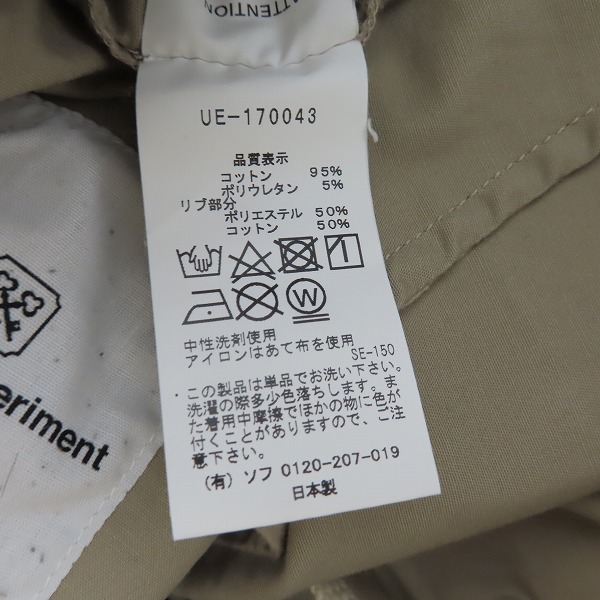 ATTENTION
UE-170043
品質表示
コットン 95%
ポリウレタン 5%
リブ部分
ポリエステル 50%
コットン 50%
W
中性洗剤使用
アイロンはあて布を使用
SE-150
・この製品は単品でお洗い下さい。
洗濯の際多少色落ちします。ま
た着用中摩擦でほかの物に色が
付くことがありますので、ご注
意下さい。
(有) ソフ 0120-207-019
日本製
eriment